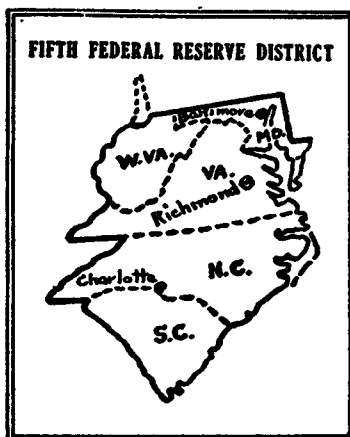 FIFTH FEDERAL RESERVE DISTRICT
Baltimore
MD.
W.VA.
VA.
Richmond
Charlotte
N.C.
S.C.